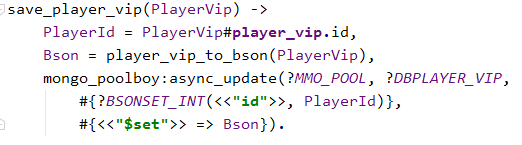 save_player_vip(PlayerVip) ->
PlayerId = PlayerVip#player_vip.id,
Bson = player_vip_to_bson(PlayerVip),
mongo_poolboy:async_update(?MMO_POOL, ?DBPLAYER_VIP,
#{?BSONSET_INT(<<"id">>, PlayerId)},
#{<<"$set">> => Bson}).